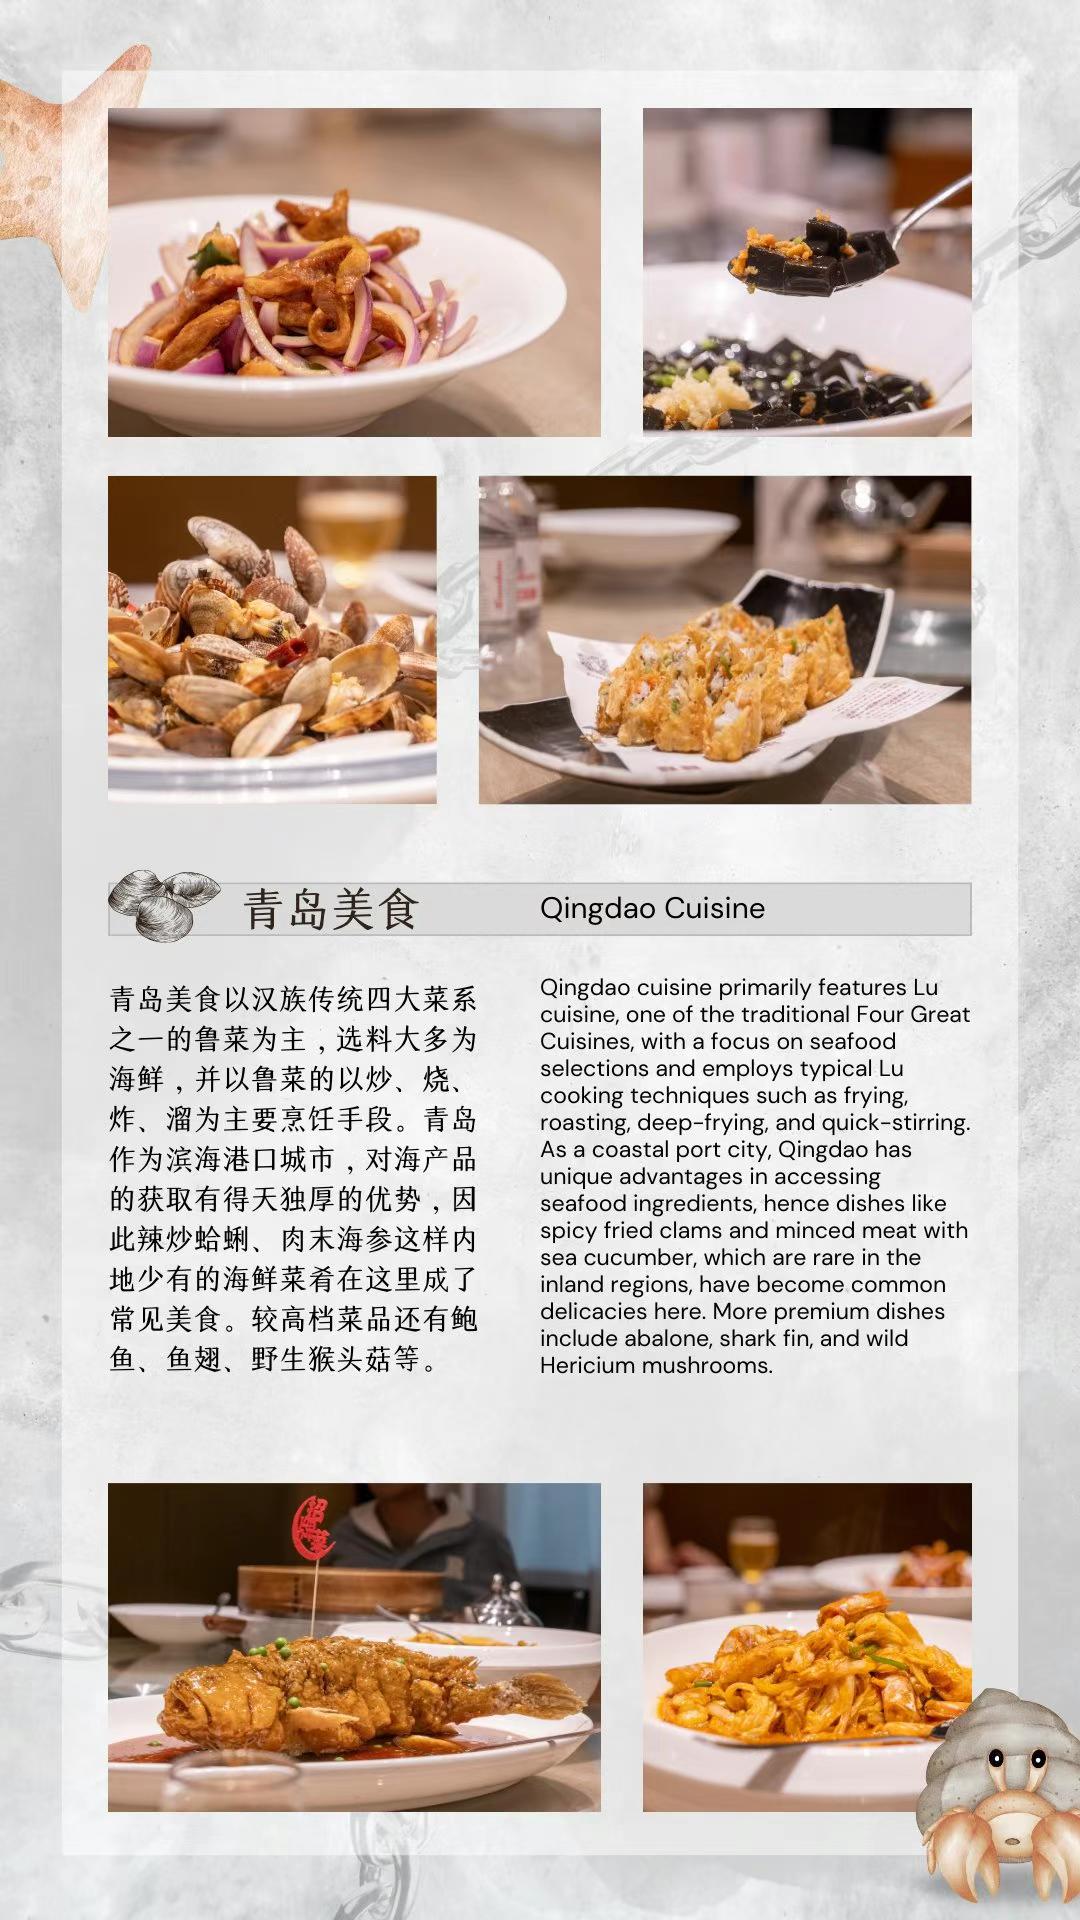 青岛美食
Qingdao Cuisine
青岛美食以汉族传统四大菜系
之一的鲁菜为主，选料大多为
海鲜，并以鲁菜的以炒、烧、
炸、溜为主要烹饪手段。青岛
作为滨海港口城市，对海产品
的获取有得天独厚的优势，因
此辣炒蛤蜊、肉末海参这样内
地少有的海鲜菜肴在这里成了
常见美食。较高档菜品还有鲍
鱼、鱼翅、野生猴头菇等。
Qingdao cuisine primarily features Lu
cuisine, one of the traditional Four Great
Cuisines, with a focus on seafood
selections and employs typical Lu
cooking techniques such as frying,
roasting, deep-frying, and quick-stirring.
As a coastal port city, Qingdao has
unique advantages in accessing
seafood ingredients, hence dishes like
spicy fried clams and minced meat with
sea cucumber, which are rare in the
inland regions, have become common
delicacies here. More premium dishes
include abalone, shark fin, and wild
Hericium mushrooms.
招牌菜